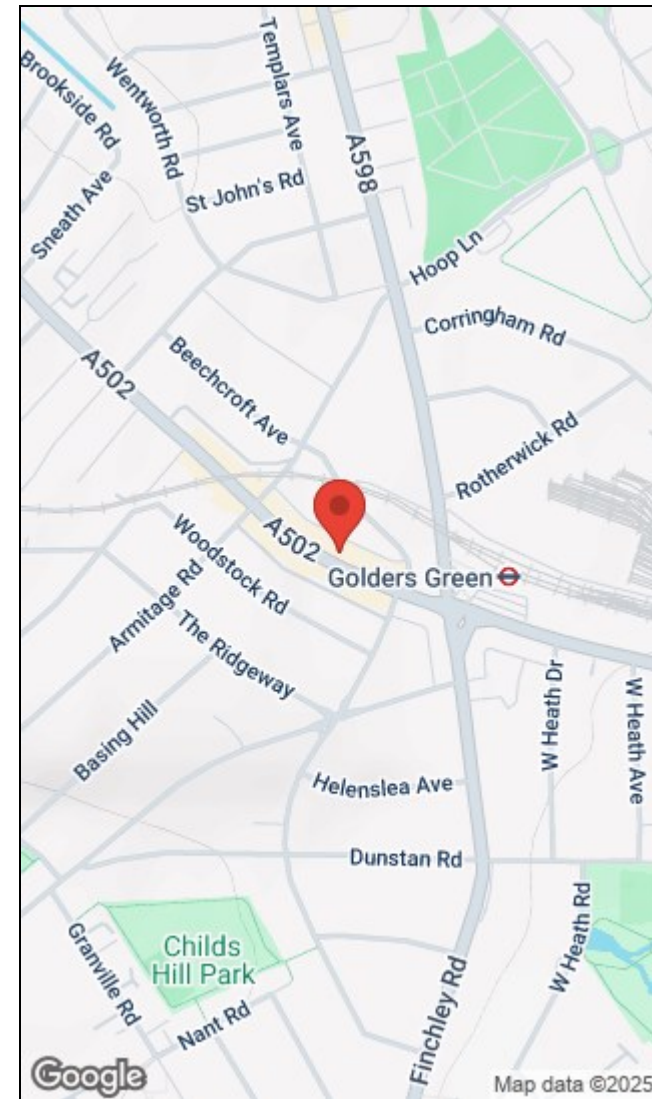 Brookside Rd
Wentworth Rd
Templars Ave
A598
St John's Rd
Sneath Ave
Hoop Ln
Corringham Rd
A502
Beechcroft Ave
Rotherwick Rd
A502
Woodstock Rd
Golders Green
Armitage Rd
The Ridgeway
Basing Hill
W Heath Dr
W Heath Ave
Helenslea Ave
Dunstan Rd
W Heath Rd
Granville Rd
Childs
Hill Park
Nant Rd
Finchley Rd
Google
Map data ©2025